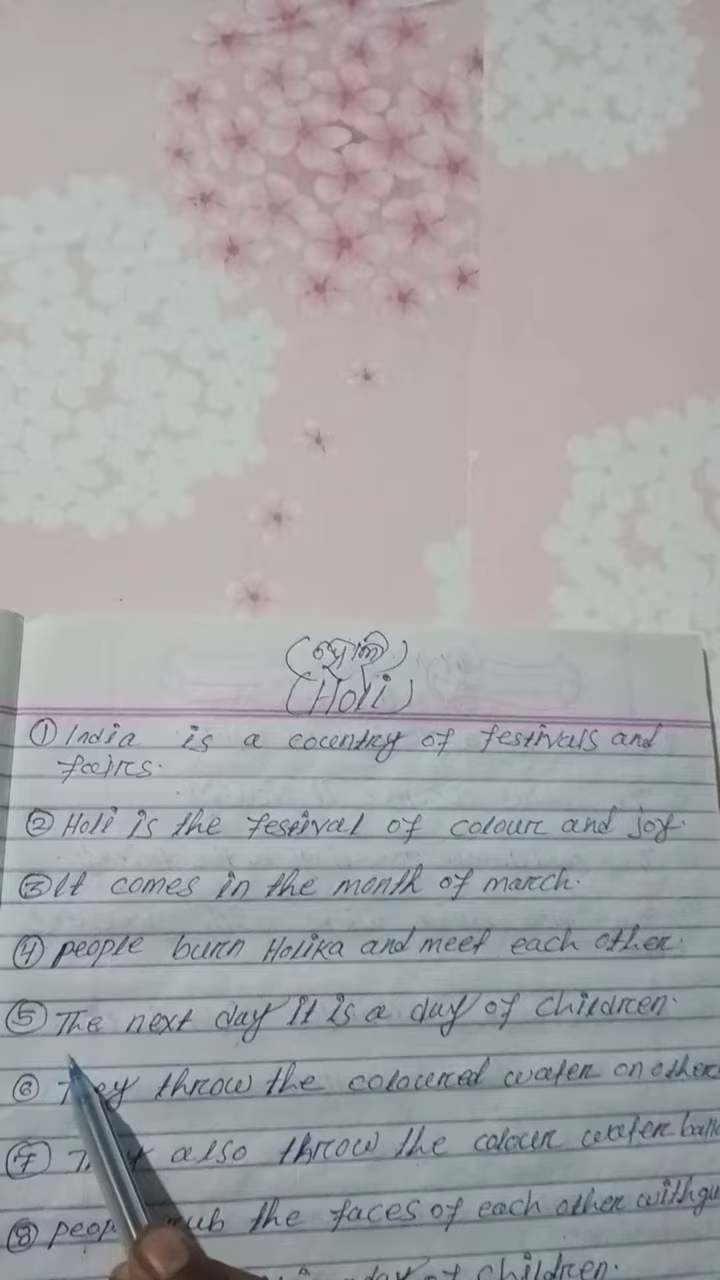 (ହୋଲି)
(Holi)
① India is a country of festivals and
fairs.
② Holi is the festival of colour and joy.
③ It comes in the month of march.
④ people burn Holika and meet each other.
⑤ The next day it is a day of children.
⑥ They throw the coloured water on other
⑦ also throw the colour water
⑧ rub the faces of each other with
day of children.